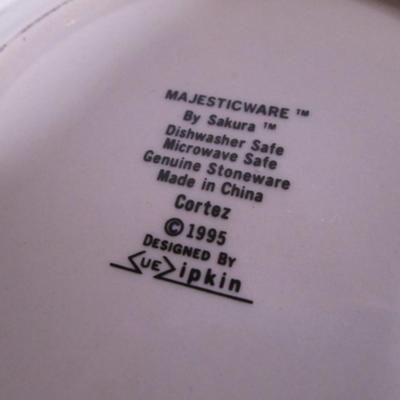 MAJESTICWARE ™
By Sakura ™
Dishwasher Safe
Microwave Safe
Genuine Stoneware
Made in China
Cortez
© 1995
DESIGNED BY
SUE Zipkin